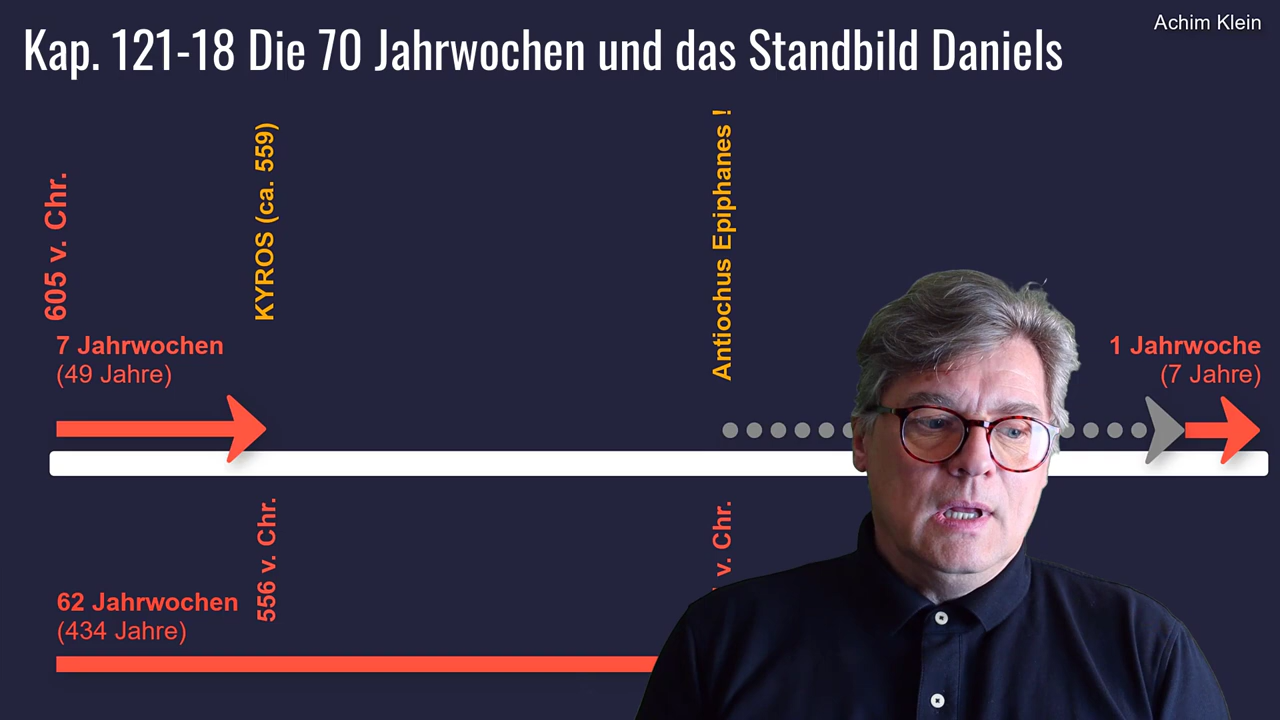 Achim Klein
Kap. 121-18 Die 70 Jahrwochen und das Standbild Daniels
605 v. Chr.
KYROS (ca. 559)
Antiochus Epiphanes !
7 Jahrwochen
(49 Jahre)
1 Jahrwoche
(7 Jahre)
556 v. Chr.
v. Chr.
62 Jahrwochen
(434 Jahre)